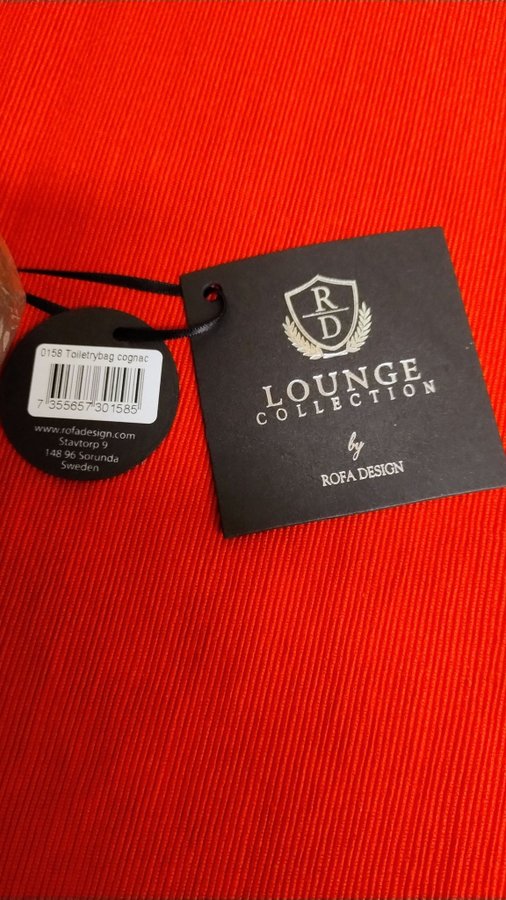 0158 Toiletrybag cognac
7 355657 301585
www.rofadesign.com
Stavtorp 9
148 96 Sorunda
Sweden
R
D
LOUNGE
COLLECTION
by
ROFA DESIGN